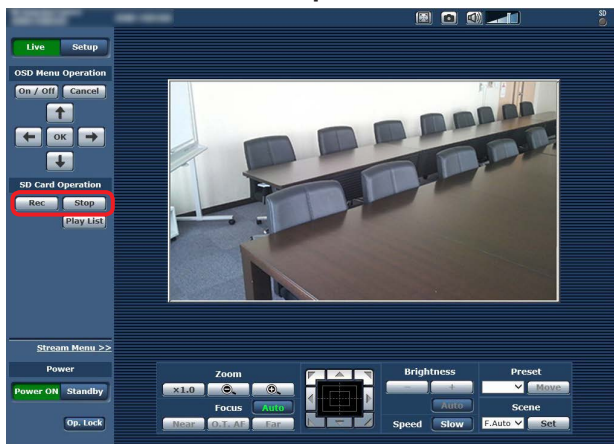 SD
Live Setup
OSD Menu Operation
On / Off Cancel
OK
SD Card Operation
Rec Stop
Play List
Stream Menu >>
Power
Power ON Standby
Op. Lock
Zoom
×1.0
Focus Auto
Near O.T. AF Far
Brightness
− +
Auto
Speed Slow
Preset
Move
Scene
F.Auto Set